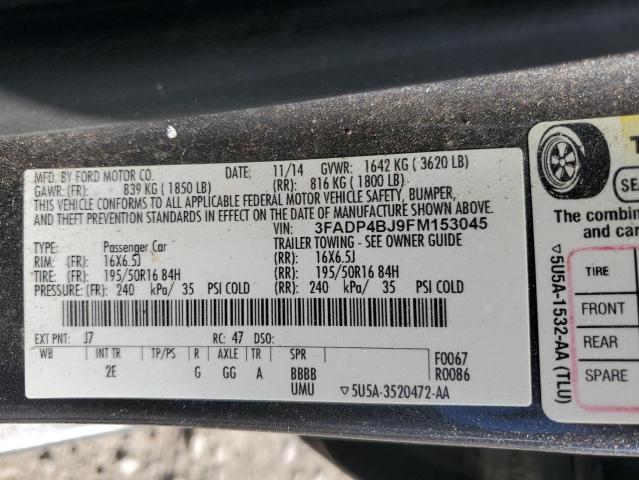 MFD. BY FORD MOTOR CO. DATE: 11/14 GVWR: 1642 KG ( 3620 LB)
GAWR: (FR) 839 KG ( 1850 LB) (RR): 816 KG ( 1800 LB)
THIS VEHICLE CONFORMS TO ALL APPLICABLE FEDERAL MOTOR VEHICLE SAFETY, BUMPER,
AND THEFT PREVENTION STANDARDS IN EFFECT ON THE DATE OF MANUFACTURE SHOWN ABOVE.
VIN: 3FADP4BJ9FM153045
TYPE: Passenger Car TRAILER TOWING - SEE OWNER GUIDE
RIM: (FR) 16X6.5J (RR): 16X6.5J
TIRE: (FR) 195/50R16 84H (RR): 195/50R16 84H
PRESSURE: (FR) 240 kPa/ 35 PSI COLD (RR) 240 kPa/ 35 PSI COLD
EXT PNT: J7 RC: 47 DSO:
WB INT TR TP/PS R AXLE TR SPR F0067
2E G GG A BBBB R0086
UMU ▽5U5A-3520472-AA
T
SE
The combin
and car
▽5U5A-1532-AA (TLU)
TIRE
FRONT
REAR
SPARE